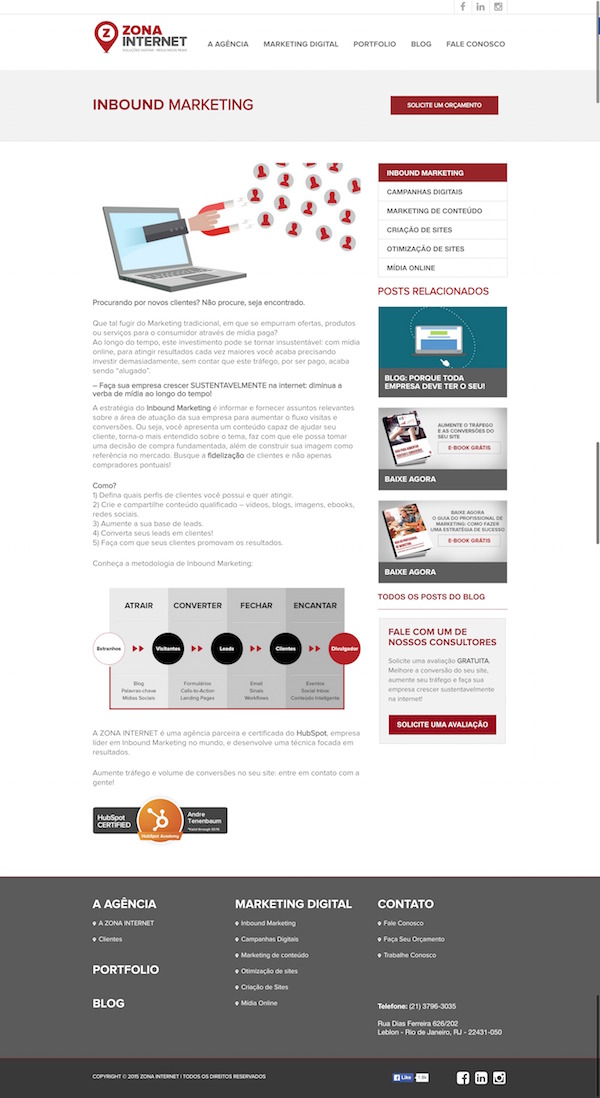 ZONA
INTERNET
A AGÊNCIA
MARKETING DIGITAL
PORTFOLIO
BLOG
FALE CONOSCO
INBOUND MARKETING
SOLICITE UM ORÇAMENTO
Procurando por novos clientes? Não procure, seja encontrado.
Que tal fugir do Marketing tradicional, em que se empurram ofertas, produtos
ou serviços para o consumidor através de mídia paga?
Ao longo do tempo, este investimento pode se tornar insustentável: com mídia
online, para atingir resultados cada vez maiores você acaba precisando
investir demasiadamente, sem contar que este tráfego, por ser pago, acaba
sendo “alugado”.
– Faça sua empresa crescer SUSTENTAVELMENTE na internet: diminua a
verba de mídia ao longo do tempo!
A estratégia do Inbound Marketing é informar e fornecer assuntos relevantes
sobre a área de atuação da sua empresa para aumentar o fluxo visitas e
conversões. Ou seja, você apresenta um conteúdo capaz de ajudar seu
cliente, torna-o mais entendido sobre o tema, faz com que ele possa tomar
uma decisão de compra fundamentada, além de construir sua imagem como
referência no mercado. Busque a fidelização de clientes e não apenas
compradores pontuais!
Como?
1) Defina quais perfis de clientes você possui e quer atingir.
2) Crie e compartilhe conteúdo qualificado – vídeos, blogs, imagens, ebooks,
redes sociais.
3) Aumente a sua base de leads.
4) Converta seus leads em clientes!
5) Faça com que seus clientes promovam os resultados.
Conheça a metodologia de Inbound Marketing:
ATRAIR
CONVERTER
FECHAR
ENCANTAR
Estranhos
Visitantes
Leads
Clientes
Divulgador
Blog
Palavras-chave
Mídias Sociais
Formulários
Calls-to-Action
Landing Pages
Email
Sinais
Workflows
Eventos
Social Inbox
Conteúdo Inteligente
A ZONA INTERNET é uma agência parceira e certificada do HubSpot, empresa
líder em Inbound Marketing no mundo, e desenvolve uma técnica focada em
resultados.
Aumente tráfego e volume de conversões no seu site: entre em contato com a
gente!
HubSpot
CERTIFIED
HubSpot Academy
Andre
Tenenbaum
INBOUND MARKETING
CAMPANHAS DIGITAIS
MARKETING DE CONTEÚDO
CRIAÇÃO DE SITES
OTIMIZAÇÃO DE SITES
MÍDIA ONLINE
POSTS RELACIONADOS
BLOG: PORQUE TODA
EMPRESA DEVE TER O SEU!
AUMENTE O TRÁFEGO
E AS CONVERSÕES DO
SEU SITE
E-BOOK GRÁTIS
BAIXE AGORA
BAIXE AGORA
O GUIA DO PROFISSIONAL DE
MARKETING: COMO FAZER
UMA ESTRATÉGIA DE SUCESSO
E-BOOK GRÁTIS
BAIXE AGORA
TODOS OS POSTS DO BLOG
FALE COM UM DE
NOSSOS CONSULTORES
Solicite uma avaliação GRATUITA.
Melhore a conversão do seu site,
aumente seu tráfego e faça sua
empresa crescer sustentavelmente
na internet!
SOLICITE UMA AVALIAÇÃO
A AGÊNCIA
A ZONA INTERNET
Clientes
PORTFOLIO
BLOG
MARKETING DIGITAL
Inbound Marketing
Campanhas Digitais
Marketing de conteúdo
Otimização de sites
Criação de Sites
Mídia Online
CONTATO
Fale Conosco
Faça Seu Orçamento
Trabalhe Conosco
Telefone: (21) 3796-3035
Rua Dias Ferreira 626/202
Leblon - Rio de Janeiro, RJ - 22431-050
COPYRIGHT © 2015 ZONA INTERNET | TODOS OS DIREITOS RESERVADOS
Like